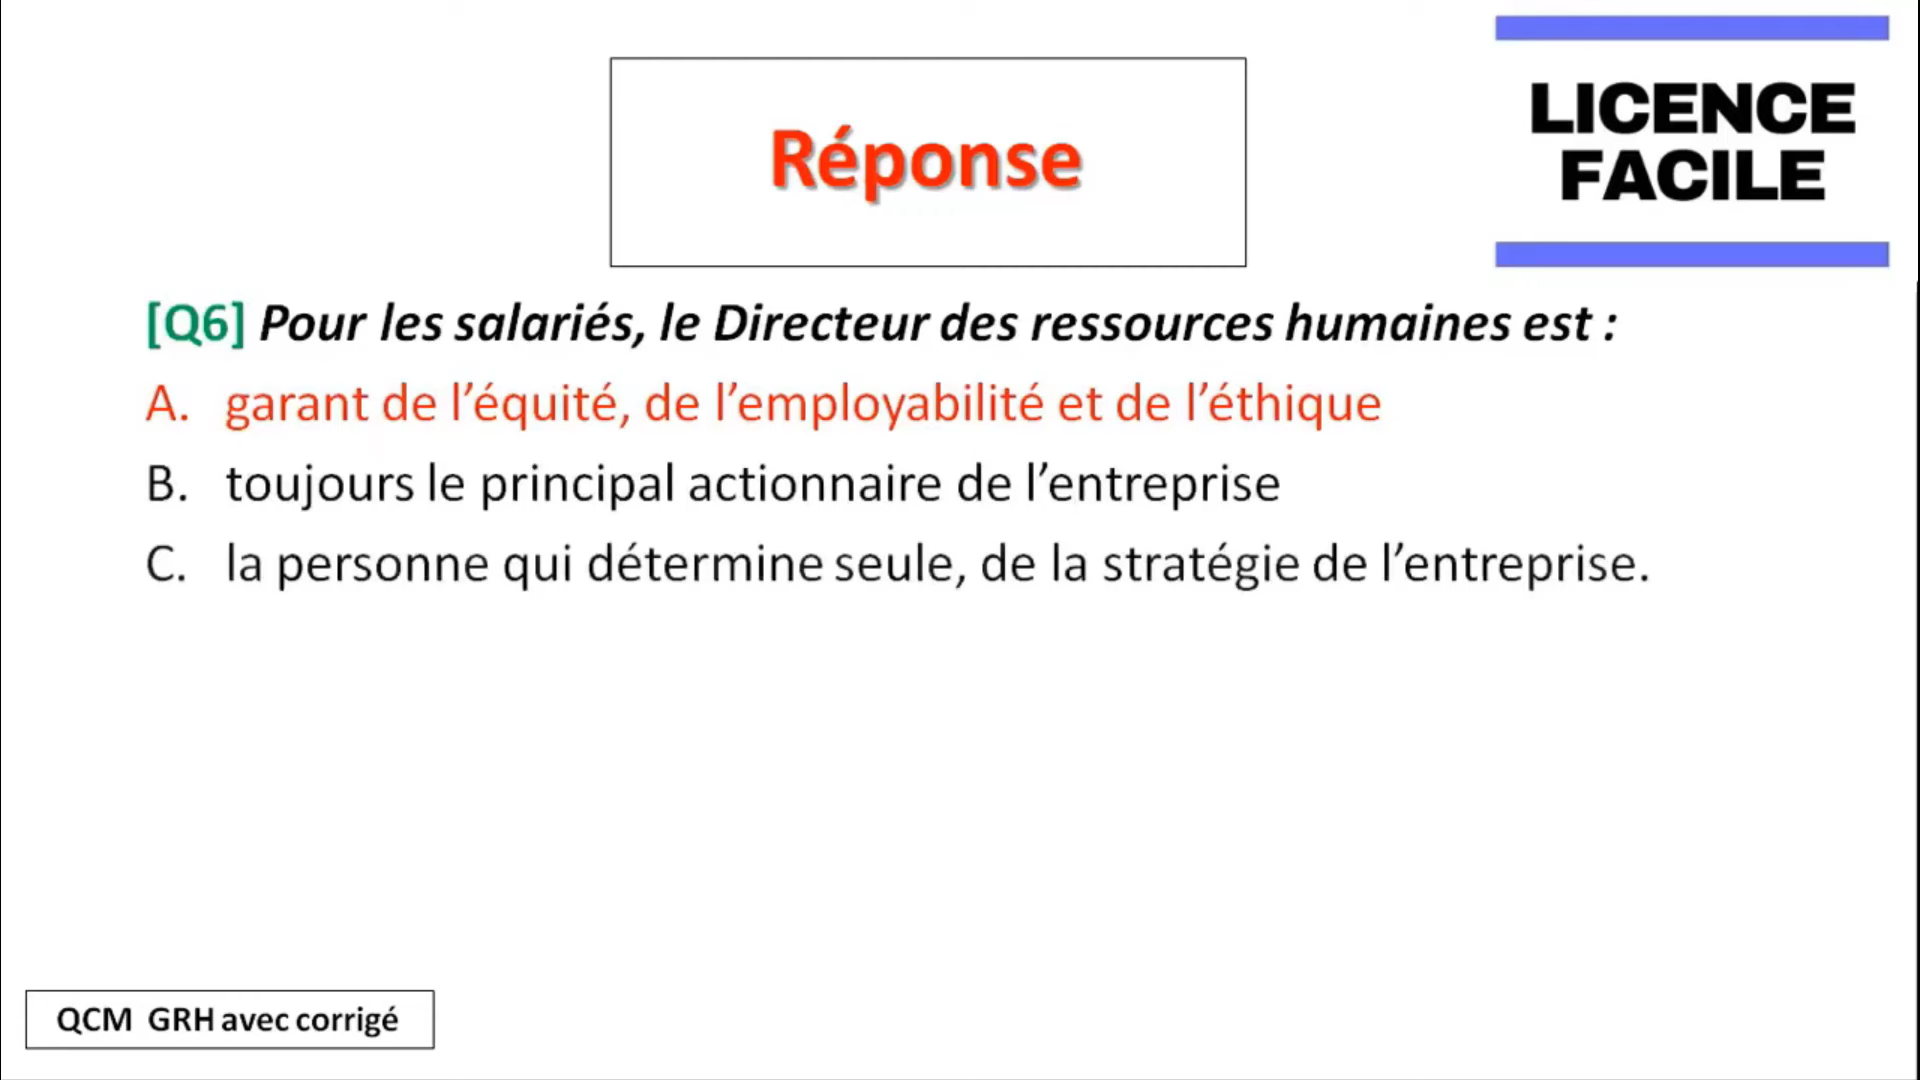 LICENCE
FACILE
Réponse
[Q6] Pour les salariés, le Directeur des ressources humaines est :
A. garant de l’équité, de l’employabilité et de l’éthique
B. toujours le principal actionnaire de l’entreprise
C. la personne qui détermine seule, de la stratégie de l’entreprise.
QCM GRH avec corrigé